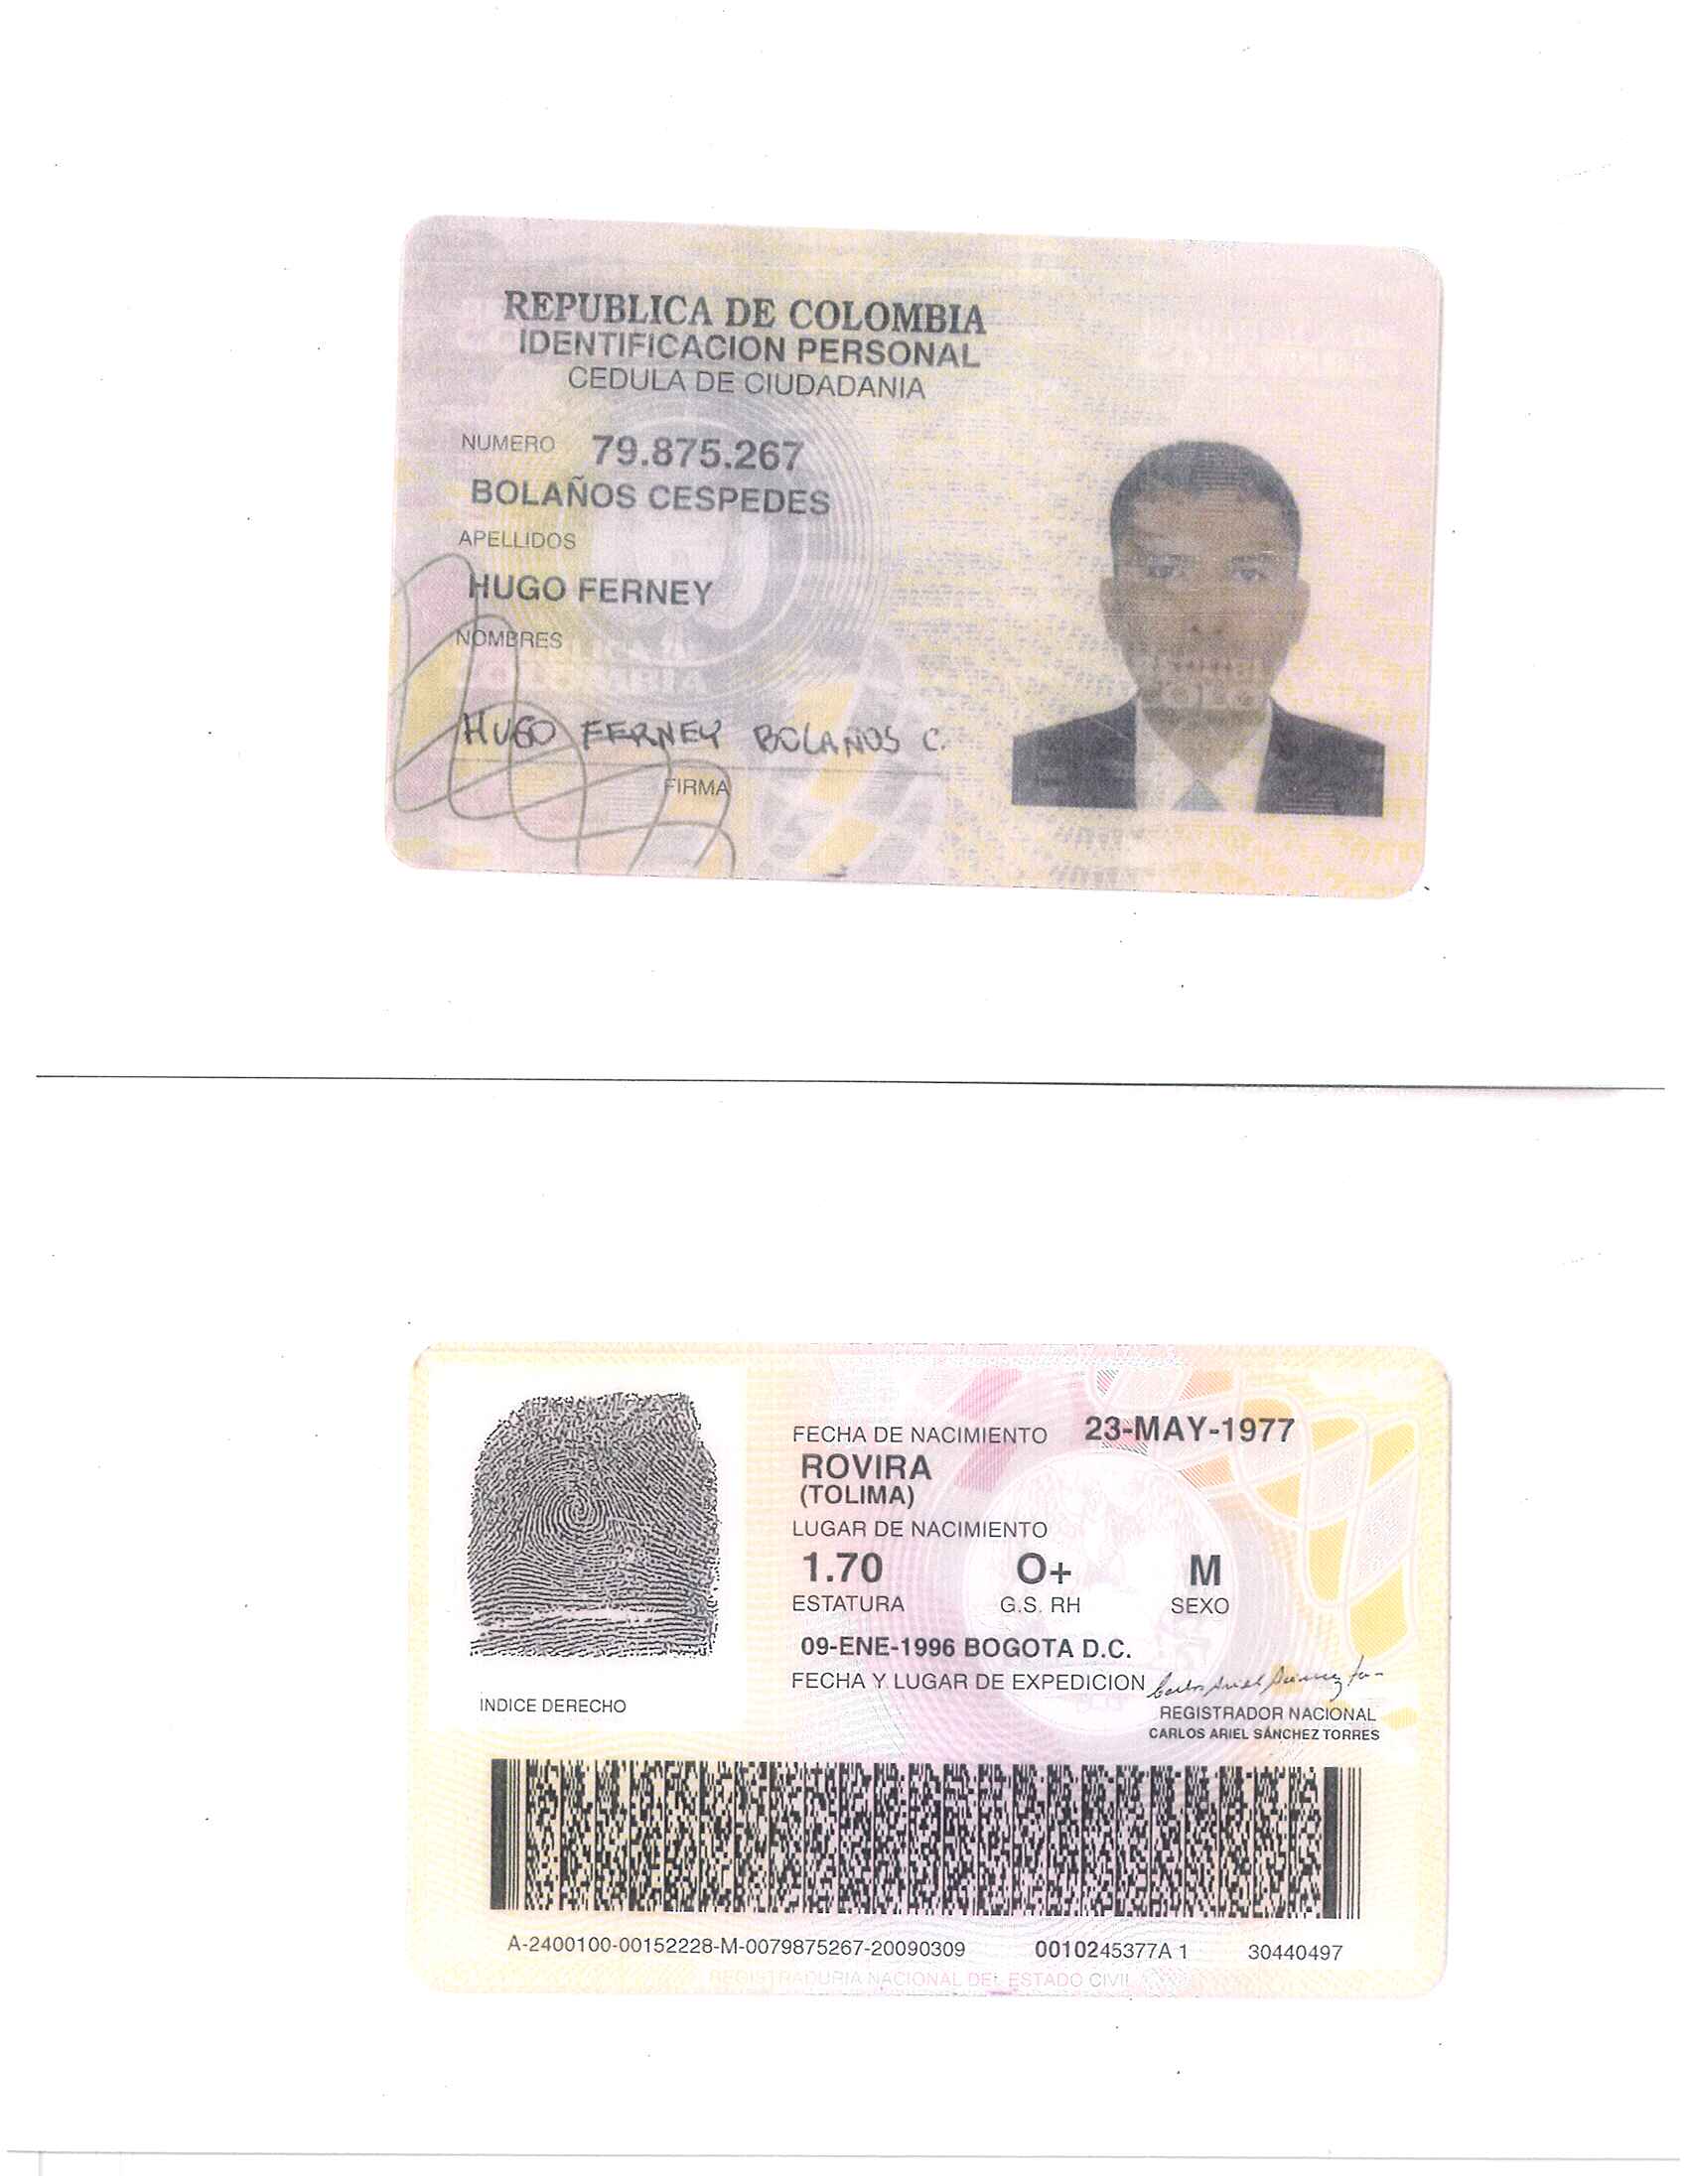 REPUBLICA DE COLOMBIA
IDENTIFICACION PERSONAL
CEDULA DE CIUDADANIA
NUMERO 79.875.267
BOLAÑOS CESPEDES
APELLIDOS
HUGO FERNEY
NOMBRES
HUGO FERNEY BOLAÑOS C.
FIRMA
FECHA DE NACIMIENTO 23-MAY-1977
ROVIRA
(TOLIMA)
LUGAR DE NACIMIENTO
1.70 O+ M
ESTATURA G.S. RH SEXO
09-ENE-1996 BOGOTA D.C.
FECHA Y LUGAR DE EXPEDICION
INDICE DERECHO
REGISTRADOR NACIONAL
CARLOS ARIEL SÁNCHEZ TORRES
A-2400100-00152228-M-0079875267-20090309 0010245377A 1 30440497
REGISTRADURIA NACIONAL DEL ESTADO CIVIL